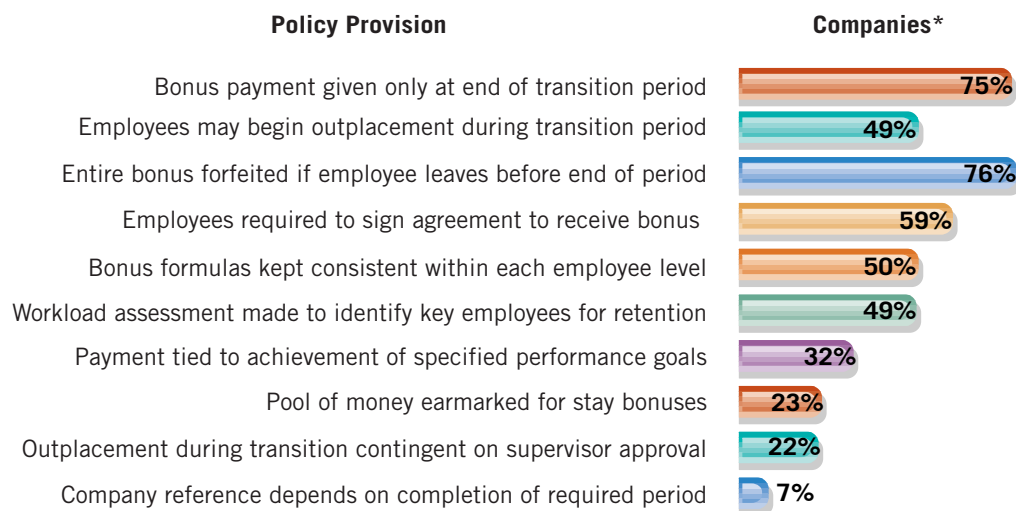 Policy Provision Companies*
Bonus payment given only at end of transition period 75%
Employees may begin outplacement during transition period 49%
Entire bonus forfeited if employee leaves before end of period 76%
Employees required to sign agreement to receive bonus 59%
Bonus formulas kept consistent within each employee level 50%
Workload assessment made to identify key employees for retention 49%
Payment tied to achievement of specified performance goals 32%
Pool of money earmarked for stay bonuses 23%
Outplacement during transition contingent on supervisor approval 22%
Company reference depends on completion of required period 7%